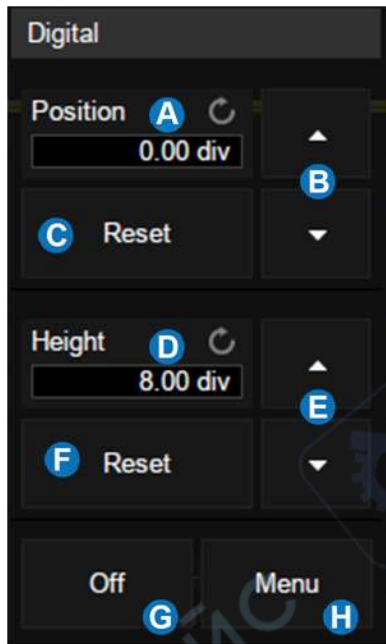 Digital
Position A
0.00 div
B
C Reset
Height D
8.00 div
E
F Reset
Off Menu
G H